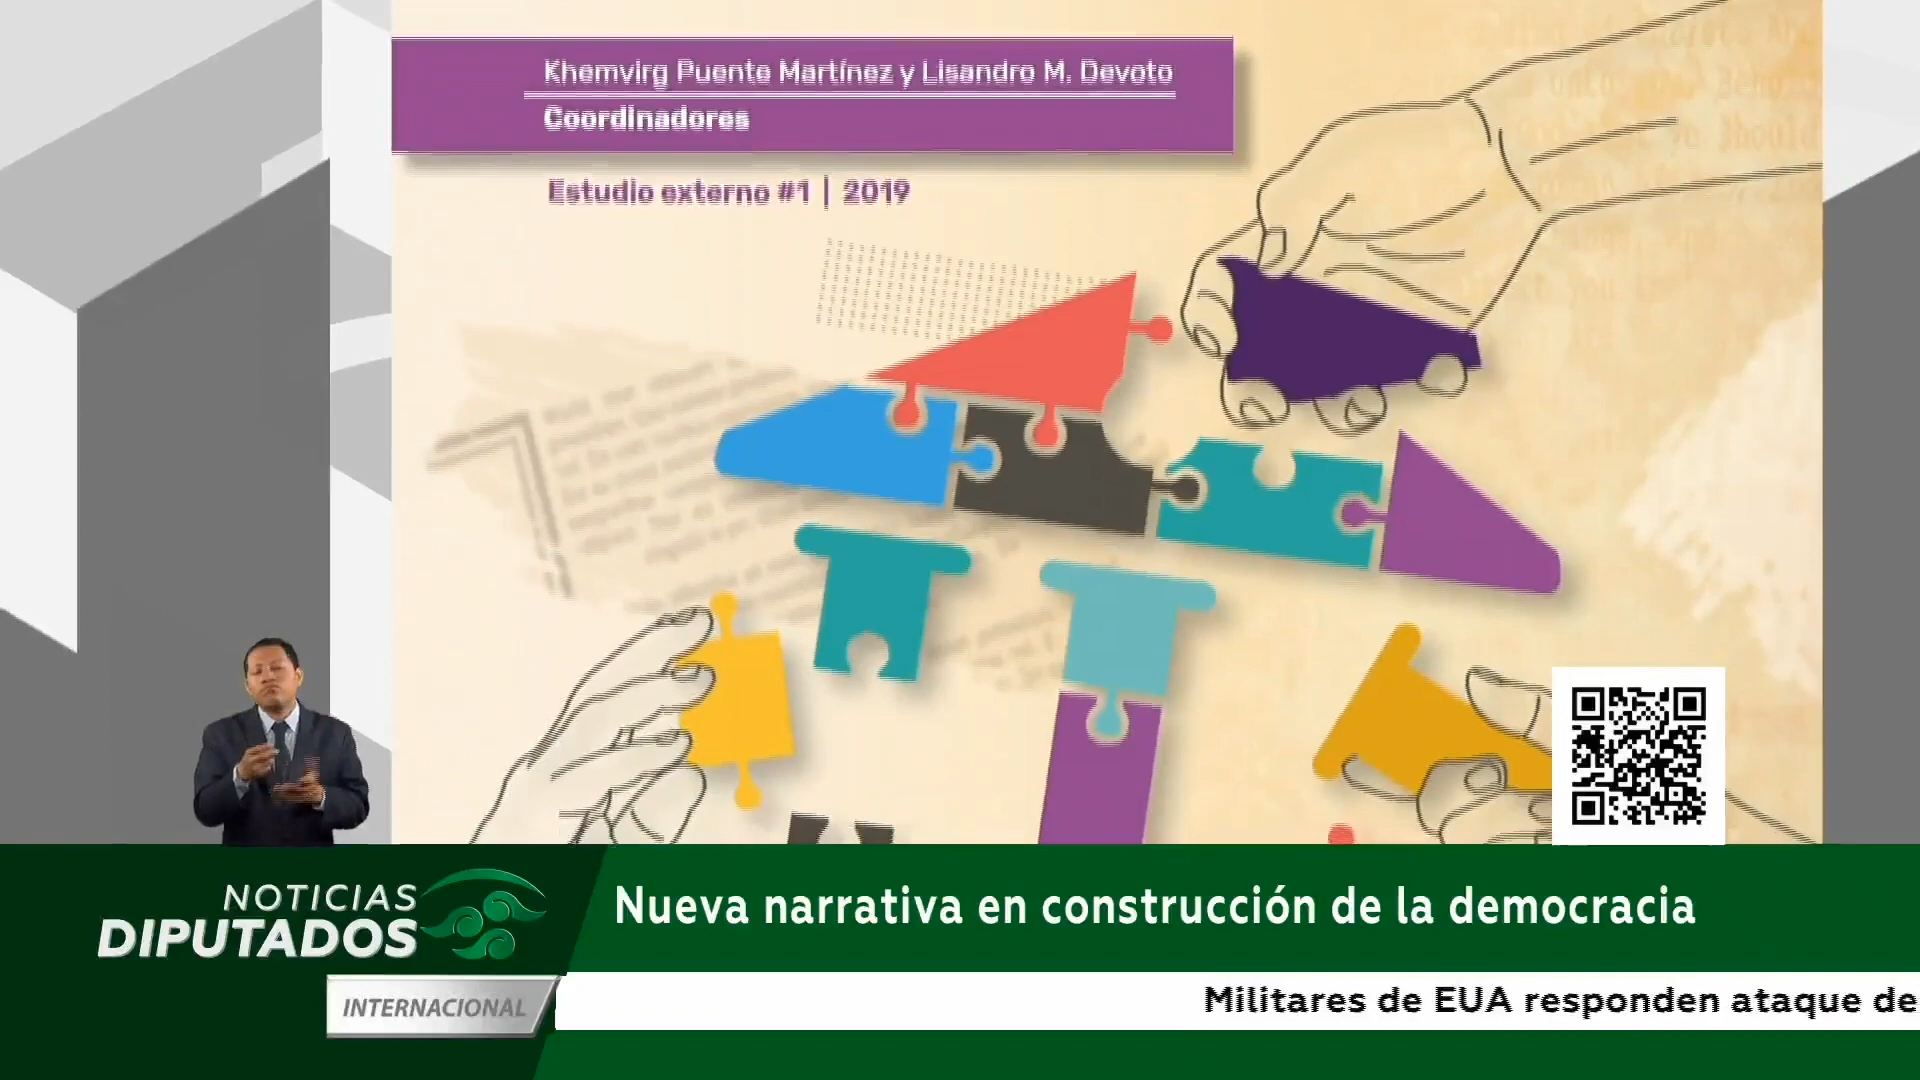 Khemvirg Puente Martínez y Lisandro M. Devoto
Coordinadores
Estudio externo #1 | 2019
NOTICIAS
DIPUTADOS
INTERNACIONAL
Nueva narrativa en construcción de la democracia
Militares de EUA responden ataque de